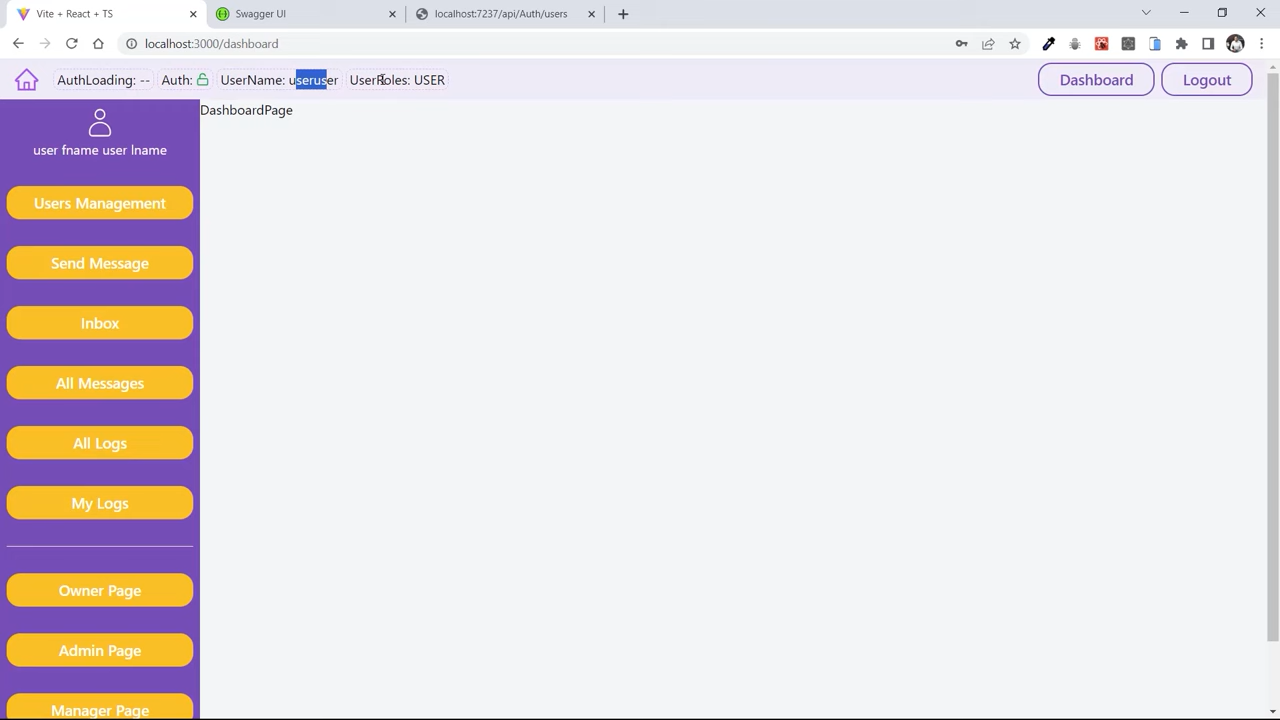 Vite + React + TS
Swagger UI
localhost:7237/api/Auth/users
localhost:3000/dashboard
AuthLoading: --
Auth:
UserName: useruser
UserRoles: USER
Dashboard
Logout
user fname user lname
DashboardPage
Users Management
Send Message
Inbox
All Messages
All Logs
My Logs
Owner Page
Admin Page
Manager Page